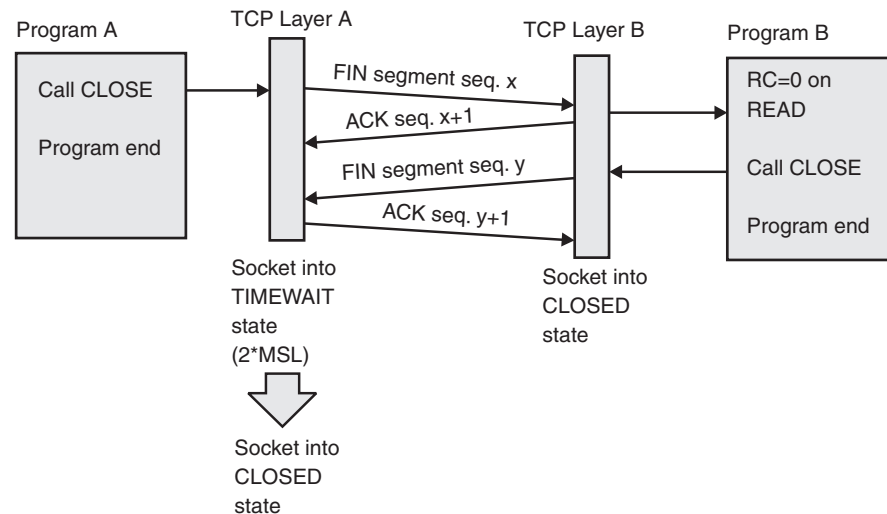 Program A
TCP Layer A
TCP Layer B
Program B
Call CLOSE
Program end
FIN segment seq. x
ACK seq. x+1
FIN segment seq. y
ACK seq. y+1
RC=0 on
READ
Call CLOSE
Program end
Socket into
TIMEWAIT
state
(2*MSL)
Socket into
CLOSED
state
Socket into
CLOSED
state